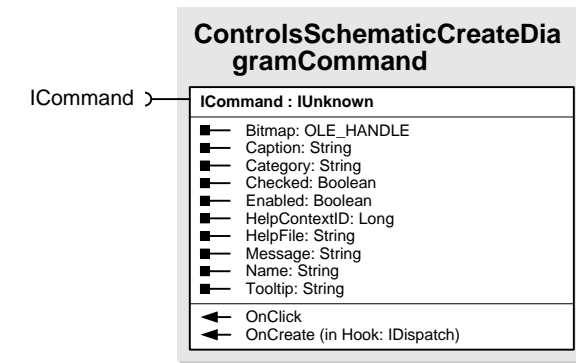 ControlsSchematicCreateDia
gramCommand
ICommand
ICommand : IUnknown
Bitmap: OLE_HANDLE
Caption: String
Category: String
Checked: Boolean
Enabled: Boolean
HelpContextID: Long
HelpFile: String
Message: String
Name: String
Tooltip: String
OnClick
OnCreate (in Hook: IDispatch)